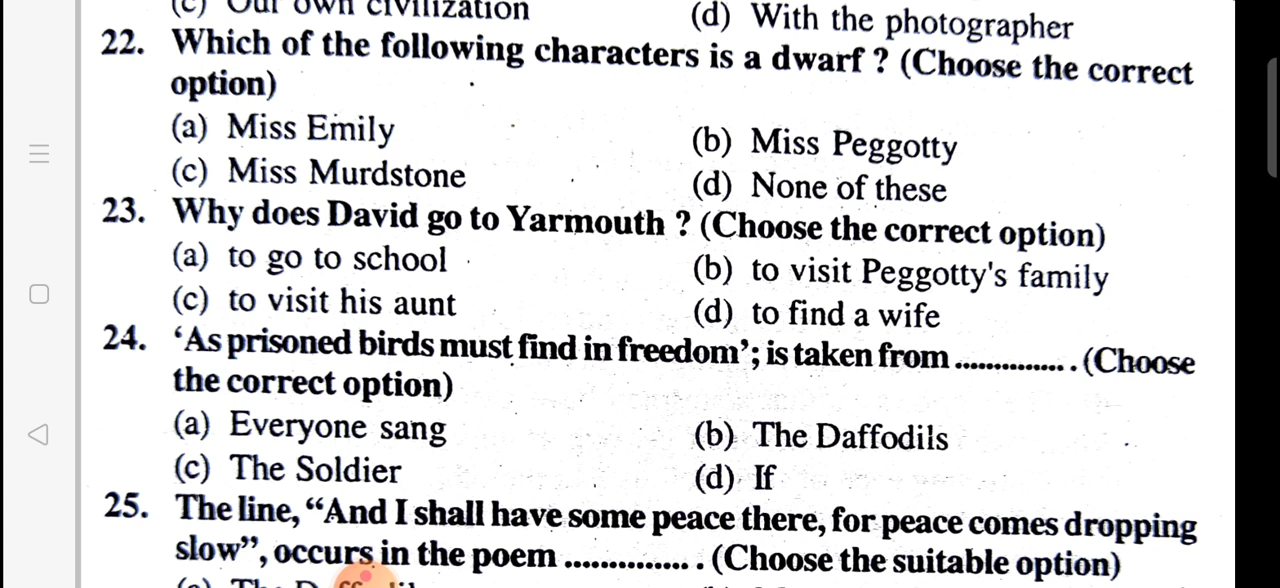 (c) Our own civilization (d) With the photographer
22. Which of the following characters is a dwarf ? (Choose the correct
option)
(a) Miss Emily (b) Miss Peggotty
(c) Miss Murdstone (d) None of these
23. Why does David go to Yarmouth ? (Choose the correct option)
(a) to go to school (b) to visit Peggotty's family
(c) to visit his aunt (d) to find a wife
24. ‘As prisoned birds must find in freedom’; is taken from .............. . (Choose
the correct option)
(a) Everyone sang (b) The Daffodils
(c) The Soldier (d) If
25. The line, “And I shall have some peace there, for peace comes dropping
slow”, occurs in the poem .............. . (Choose the suitable option)